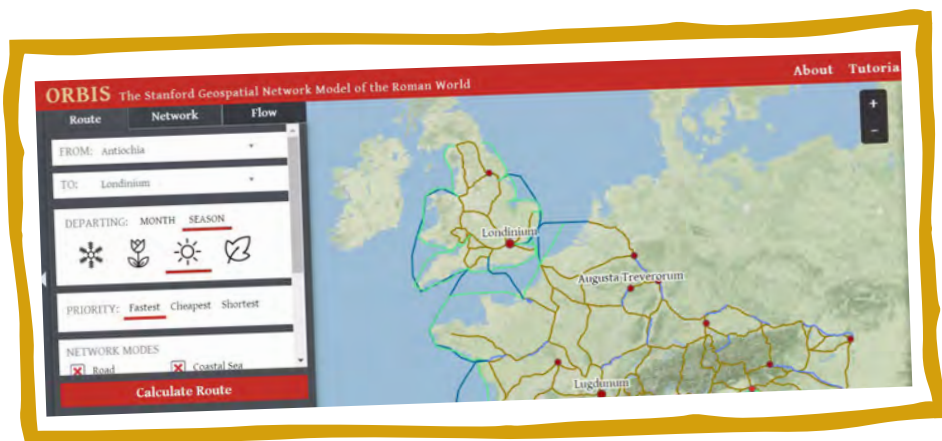 ORBIS The Stanford Geospatial Network Model of the Roman World
About Tutoria
Route Network Flow
FROM: Antiochia
TO: Londinium
DEPARTING: MONTH SEASON
PRIORITY: Fastest Cheapest Shortest
NETWORK MODES
Road Coastal Sea
Calculate Route
+
-
Londinium
Augusta Treverorum
Lugdunum